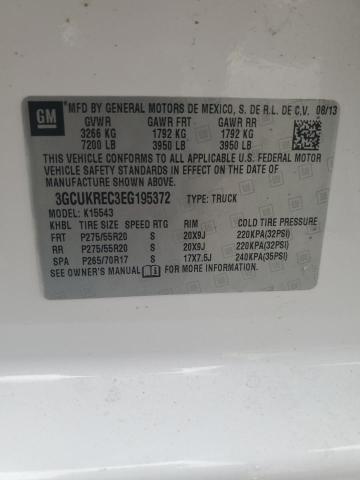 GM MFD BY GENERAL MOTORS DE MEXICO, S. DE R.L. DE C.V. 08/13
GVWR GAWR FRT GAWR RR
3266 KG 1792 KG 1792 KG
7200 LB 3950 LB 3950 LB
THIS VEHICLE CONFORMS TO ALL APPLICABLE U.S. FEDERAL MOTOR
VEHICLE SAFETY STANDARDS IN EFFECT ON THE DATE OF
MANUFACTURE SHOWN ABOVE.
3GCUKREC3EG195372 TYPE: TRUCK
MODEL: K15543
KHBL TIRE SIZE SPEED RTG RIM COLD TIRE PRESSURE
FRT P275/55R20 S 20X9J 220KPA(32PSI)
RR P275/55R20 S 20X9J 220KPA(32PSI)
SPA P265/70R17 S 17X7.5J 240KPA(35PSI)
SEE OWNER'S MANUAL FOR MORE INFORMATION.